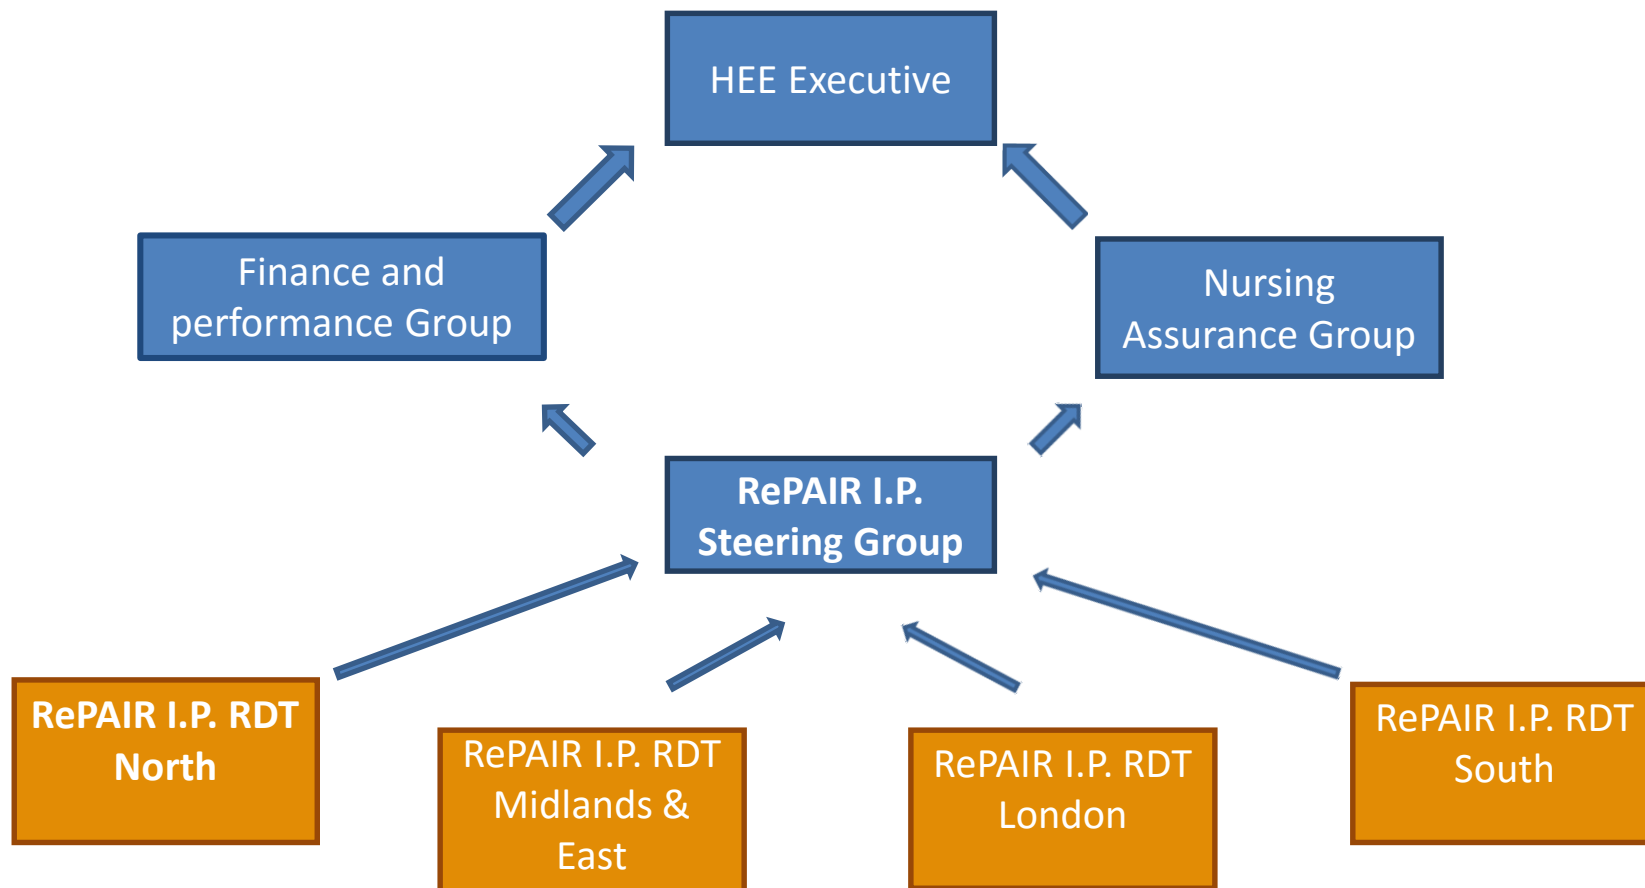 HEE Executive
Finance and
performance Group
Nursing
Assurance Group
RePAIR I.P.
Steering Group
RePAIR I.P. RDT
North
RePAIR I.P. RDT
Midlands &
East
RePAIR I.P. RDT
London
RePAIR I.P. RDT
South